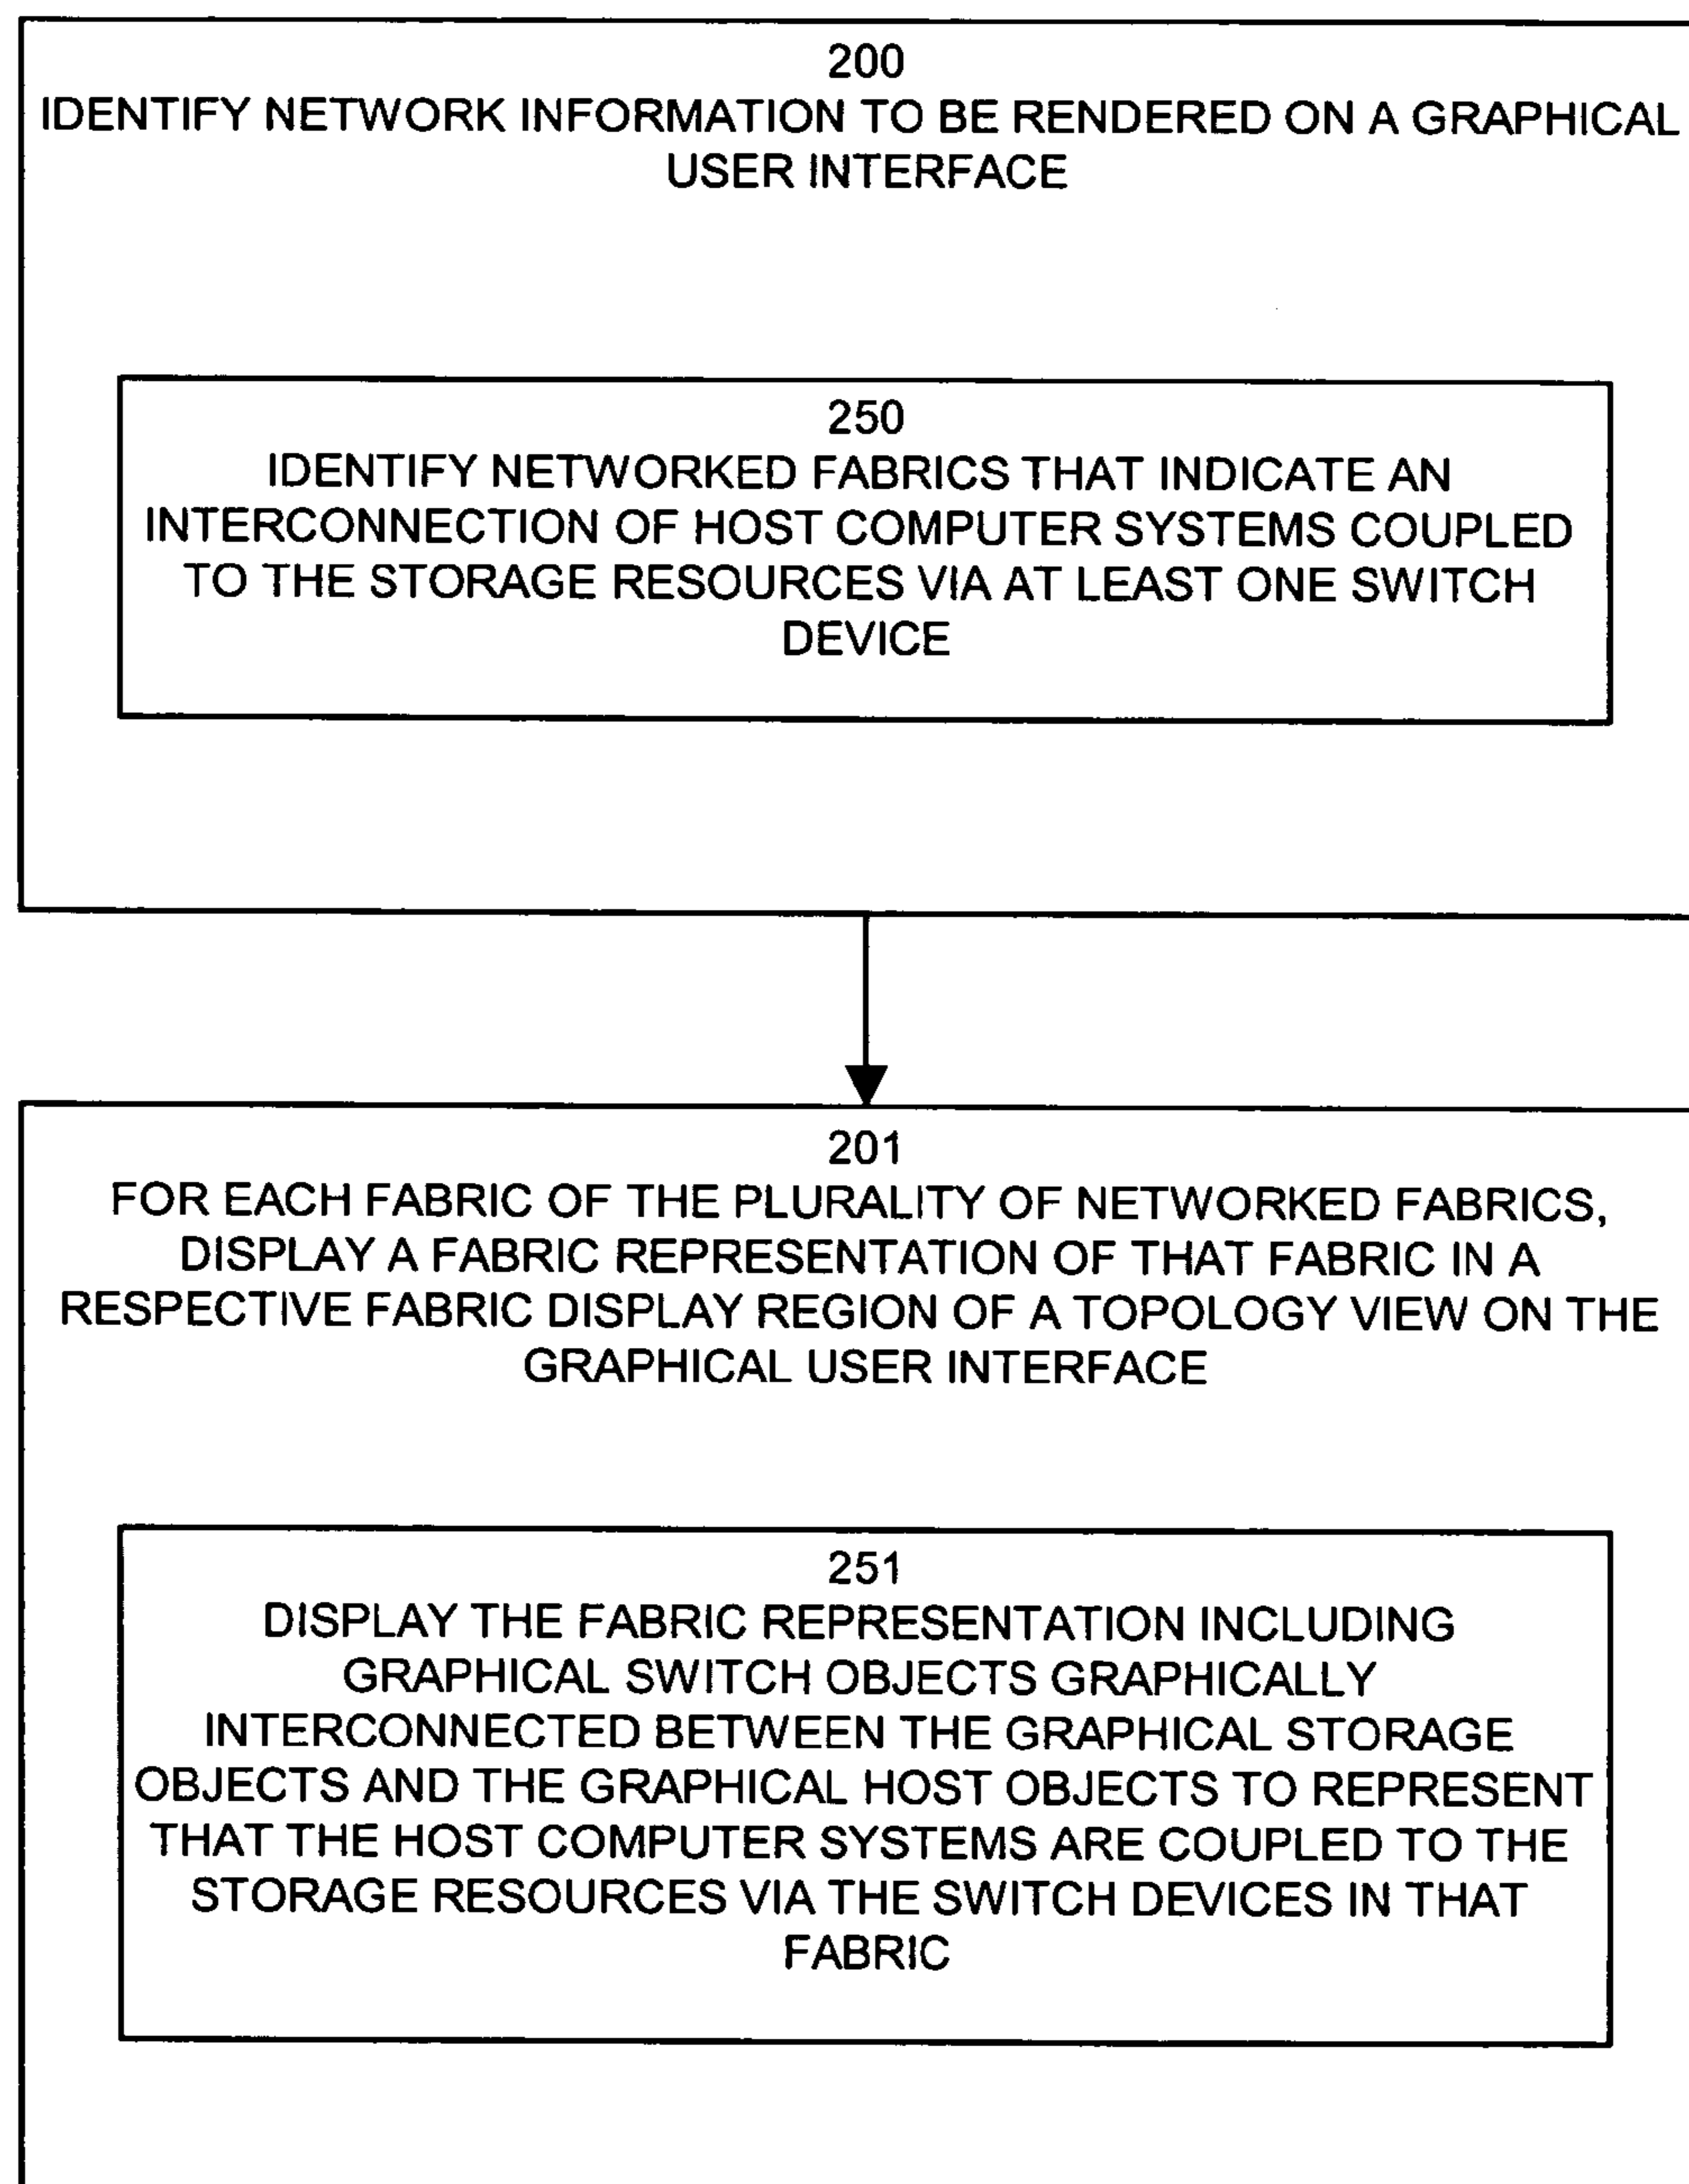 200
IDENTIFY NETWORK INFORMATION TO BE RENDERED ON A GRAPHICAL
USER INTERFACE
250
IDENTIFY NETWORKED FABRICS THAT INDICATE AN
INTERCONNECTION OF HOST COMPUTER SYSTEMS COUPLED
TO THE STORAGE RESOURCES VIA AT LEAST ONE SWITCH
DEVICE
201
FOR EACH FABRIC OF THE PLURALITY OF NETWORKED FABRICS,
DISPLAY A FABRIC REPRESENTATION OF THAT FABRIC IN A
RESPECTIVE FABRIC DISPLAY REGION OF A TOPOLOGY VIEW ON THE
GRAPHICAL USER INTERFACE
251
DISPLAY THE FABRIC REPRESENTATION INCLUDING
GRAPHICAL SWITCH OBJECTS GRAPHICALLY
INTERCONNECTED BETWEEN THE GRAPHICAL STORAGE
OBJECTS AND THE GRAPHICAL HOST OBJECTS TO REPRESENT
THAT THE HOST COMPUTER SYSTEMS ARE COUPLED TO THE
STORAGE RESOURCES VIA THE SWITCH DEVICES IN THAT
FABRIC